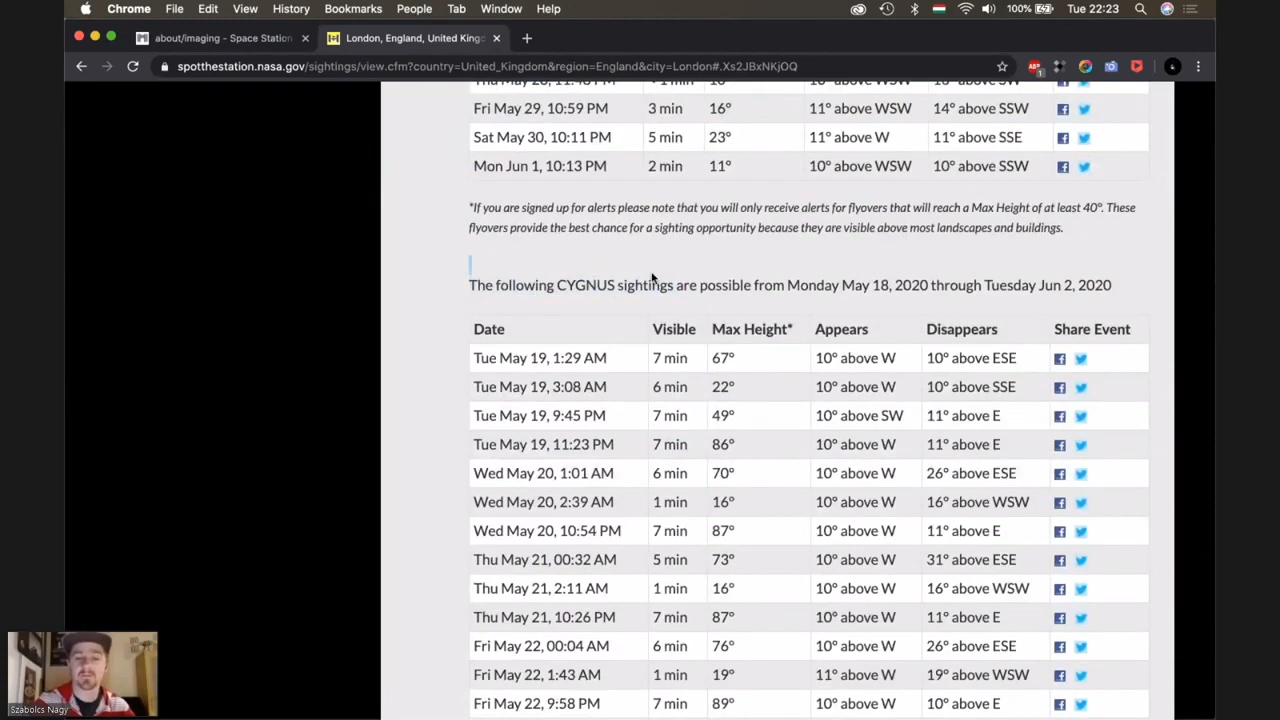 Chrome File Edit View History Bookmarks People Tab Window Help 100% Tue 22:23
about/imaging - Space Station London, England, United King
spotthestation.nasa.gov/sightings/view.cfm?country=United_Kingdom&region=England&city=London#.Xs2JBxNKjOQ
Fri May 29, 10:59 PM 3 min 16° 11° above WSW 14° above SSW
Sat May 30, 10:11 PM 5 min 23° 11° above W 11° above SSE
Mon Jun 1, 10:13 PM 2 min 11° 10° above WSW 10° above SSW
*If you are signed up for alerts please note that you will only receive alerts for flyovers that will reach a Max Height of at least 40°. These
flyovers provide the best chance for a sighting opportunity because they are visible above most landscapes and buildings.
The following CYGNUS sightings are possible from Monday May 18, 2020 through Tuesday Jun 2, 2020
Date Visible Max Height* Appears Disappears Share Event
Tue May 19, 1:29 AM 7 min 67° 10° above W 10° above ESE
Tue May 19, 3:08 AM 6 min 22° 10° above W 10° above SSE
Tue May 19, 9:45 PM 7 min 49° 10° above SW 11° above E
Tue May 19, 11:23 PM 7 min 86° 10° above W 11° above E
Wed May 20, 1:01 AM 6 min 70° 10° above W 26° above ESE
Wed May 20, 2:39 AM 1 min 16° 10° above W 16° above WSW
Wed May 20, 10:54 PM 7 min 87° 10° above W 11° above E
Thu May 21, 00:32 AM 5 min 73° 10° above W 31° above ESE
Thu May 21, 2:11 AM 1 min 16° 10° above W 16° above WSW
Thu May 21, 10:26 PM 7 min 87° 10° above W 11° above E
Fri May 22, 00:04 AM 6 min 76° 10° above W 26° above ESE
Fri May 22, 1:43 AM 1 min 19° 11° above W 19° above WSW
Fri May 22, 9:58 PM 7 min 89° 10° above W 11° above E
Szabolcs Nagy